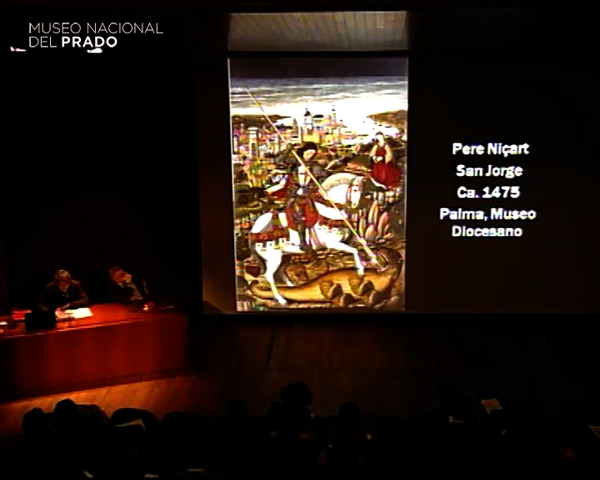 MUSEO NACIONAL
DEL PRADO
Pere Niçart
San Jorge
Ca. 1475
Palma, Museo
Diocesano